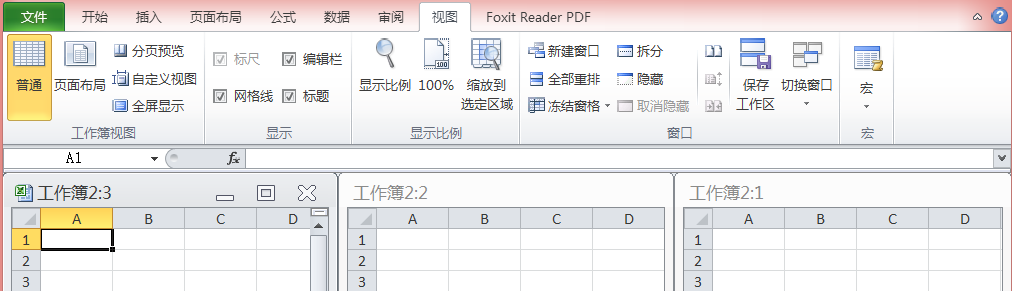 文件 开始 插入 页面布局 公式 数据 审阅 视图 Foxit Reader PDF
普通 页面布局 分页预览 自定义视图 全屏显示
工作簿视图
标尺 编辑栏
网格线 标题
显示
显示比例 100% 缩放到选定区域
显示比例
新建窗口 拆分
全部重排 隐藏
冻结窗格 取消隐藏
保存工作区 切换窗口
窗口
宏
宏
A1 fx
工作簿2:3 工作簿2:2 工作簿2:1
A B C D A B C D A B C D
1 1 1
2 2 2
3 3 3